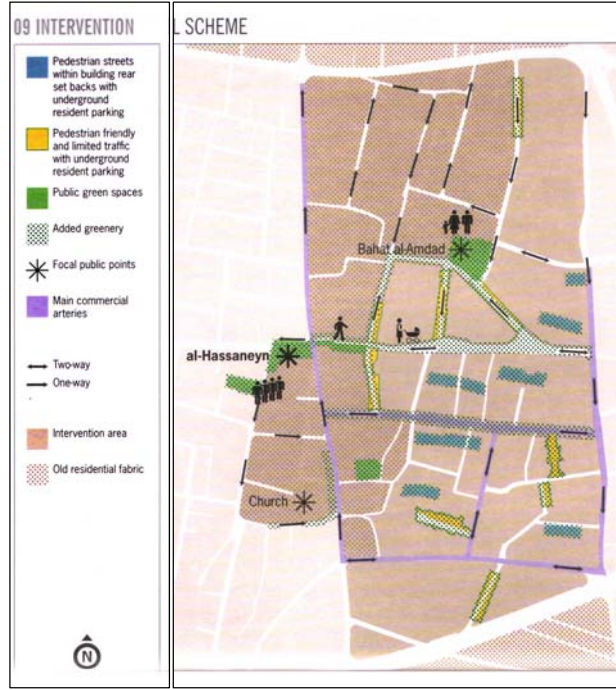 09 INTERVENTION
L SCHEME
Pedestrian streets
within building rear
set backs with
underground
resident parking
Pedestrian friendly
and limited traffic
with underground
resident parking
Public green spaces
Added greenery
Focal public points
Main commercial
arteries
Two-way
One-way
Intervention area
Old residential fabric
N
Bahat al-Amdad
al-Hassaneyn
Church